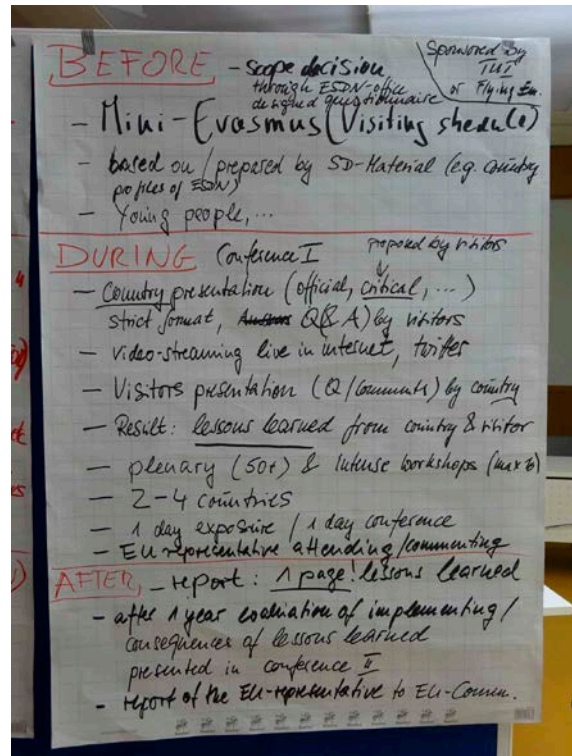 BEFORE - scope decision
through ESDN-office
designed questionnaire
Sponsored by
TUI
or Flying Em.
- Mini-Erasmus (Visiting shedule)
- based on / prepared by SD-Material (e.g. country
profiles of ESDN)
- Young people, ...
DURING Conference I
proposed by visitors
- Country presentation (official, critical, ...)
strict format, Q(&A) by visitors
- video-streaming live in internet, twitter
- Visitors presentation (Q/comments) by country
- Result: lessons learned from country & visitor
- plenary (50+) & intense workshops (max 6)
- 2-4 countries
- 1 day exposure / 1 day conference
- EU representative attending/commenting
AFTER - report: 1 page! lessons learned
- after 1 year evaluation of implementing /
consequences of lessons learned
presented in conference II
- report of the EU-representative to EU-Comm.